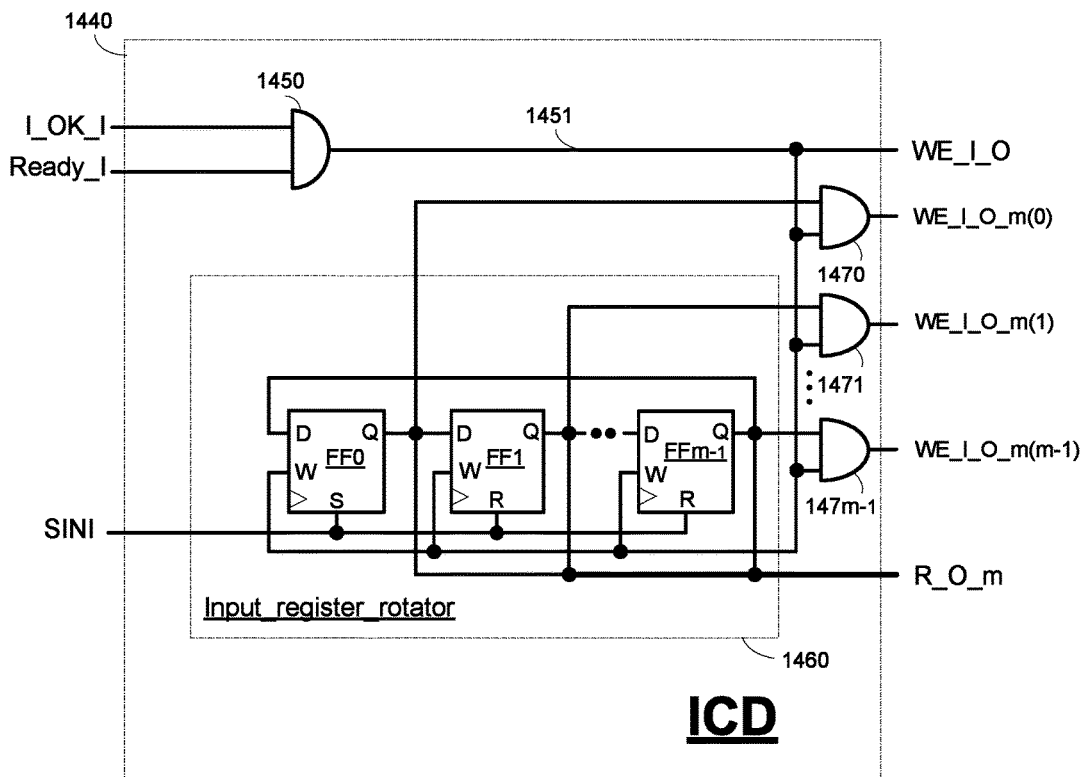 1440
1450
I_OK_I
1451
WE_I_O
Ready_I
WE_I_O_m(0)
1470
WE_I_O_m(1)
1471
D Q D Q D Q
W FF0 W FF1 W FFm-1
S R R
WE_I_O_m(m-1)
147m-1
SINI
R_O_m
Input_register_rotator
1460
ICD